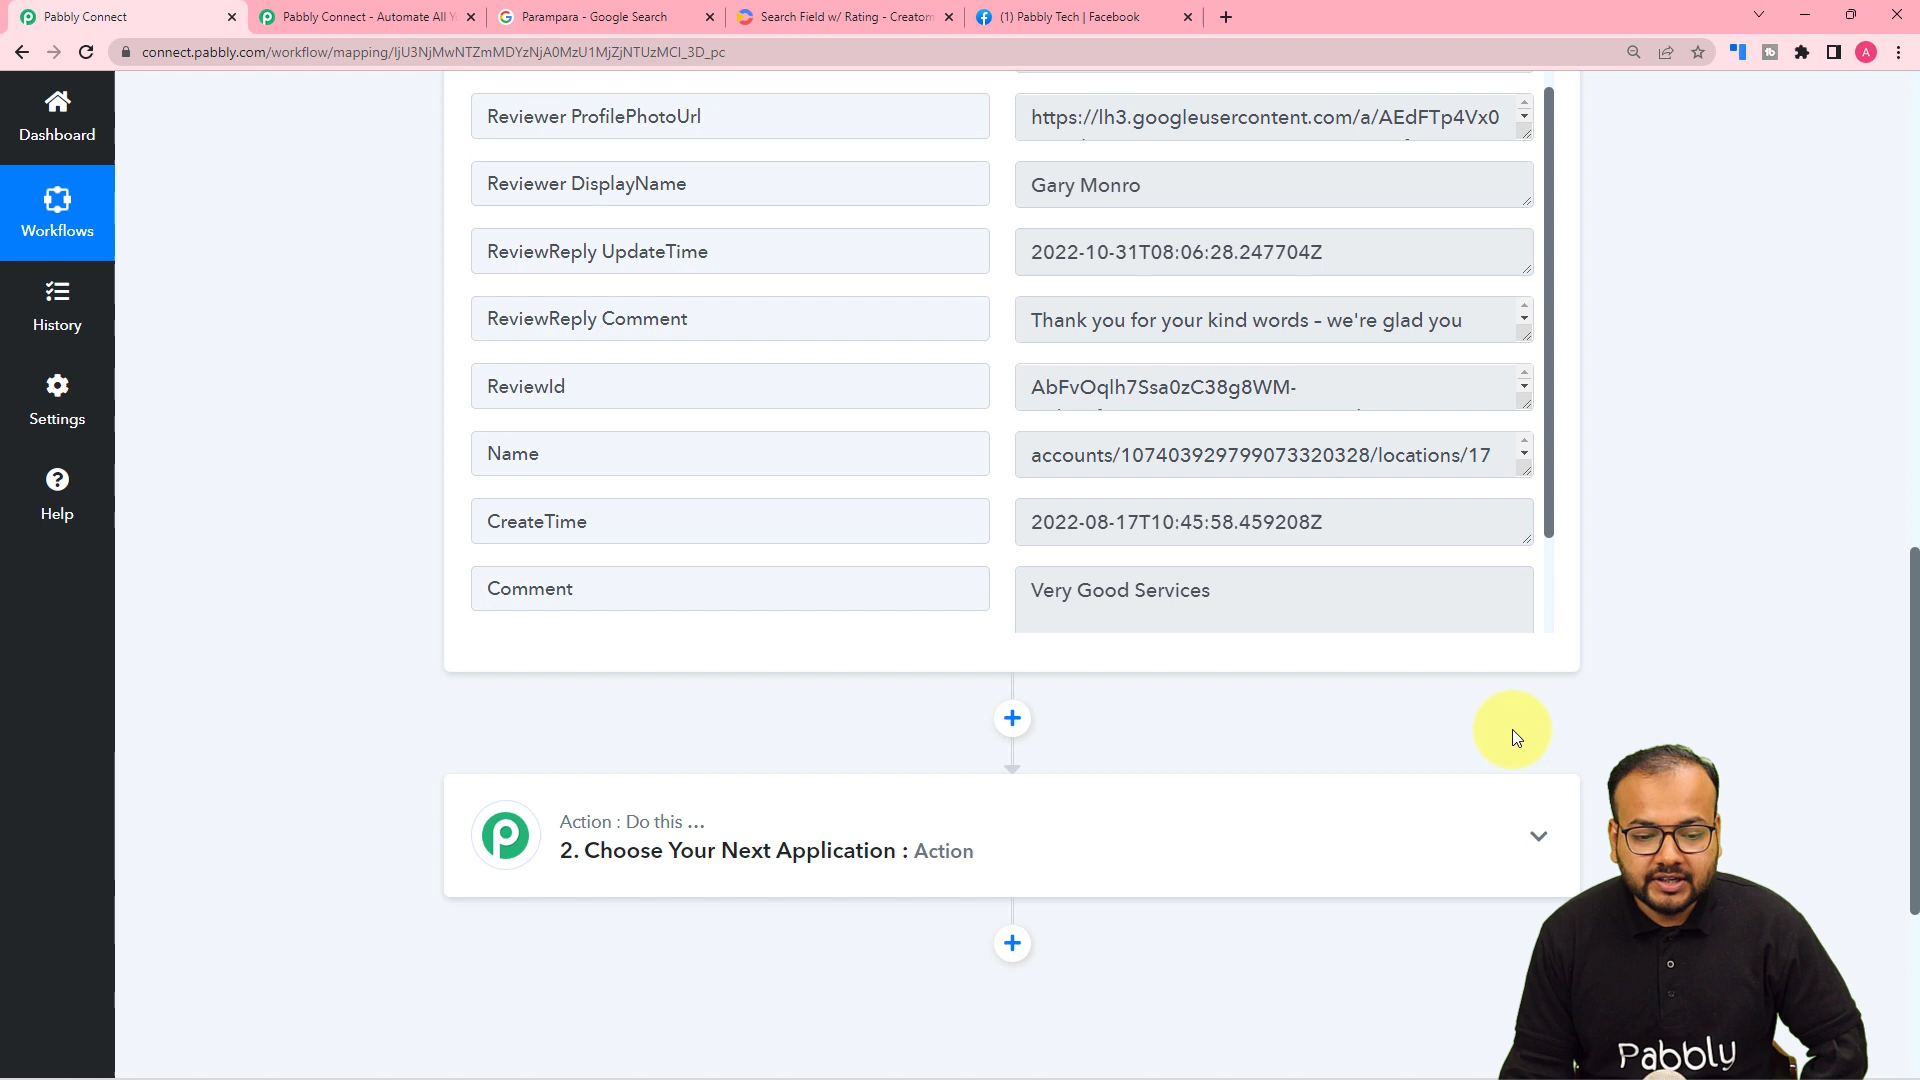 Pabbly Connect
Pabbly Connect - Automate All Y
Parampara - Google Search
Search Field w/ Rating - Creatom
(1) Pabbly Tech | Facebook
connect.pabbly.com/workflow/mapping/IjU3NjMwNTZmMDYzNjA0MzU1MjZjNTUzMCI_3D_pc
A
Dashboard
Workflows
History
Settings
Help
Reviewer ProfilePhotoUrl
https://lh3.googleusercontent.com/a/AEdFTp4Vx0
Reviewer DisplayName
Gary Monro
ReviewReply UpdateTime
2022-10-31T08:06:28.247704Z
ReviewReply Comment
Thank you for your kind words – we're glad you
ReviewId
AbFvOqlh7Ssa0zC38g8WM-
Name
accounts/107403929799073320328/locations/17
CreateTime
2022-08-17T10:45:58.459208Z
Comment
Very Good Services
Action : Do this ...
2. Choose Your Next Application : Action
Pabbly